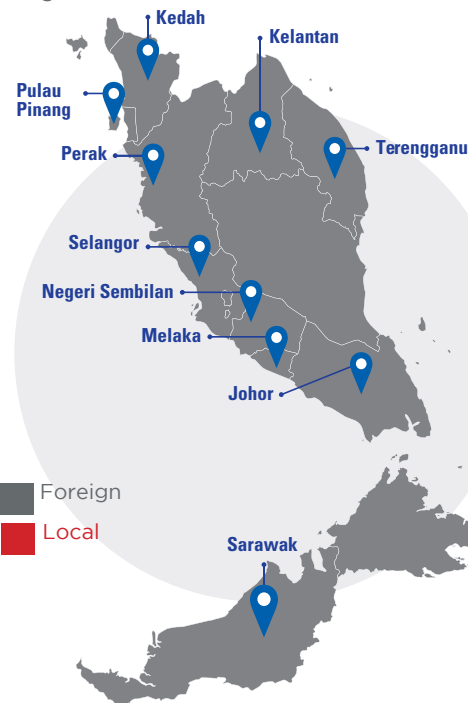 Kedah
Kelantan
Pulau
Pinang
Terengganu
Perak
Selangor
Negeri Sembilan
Melaka
Johor
Foreign
Local
Sarawak